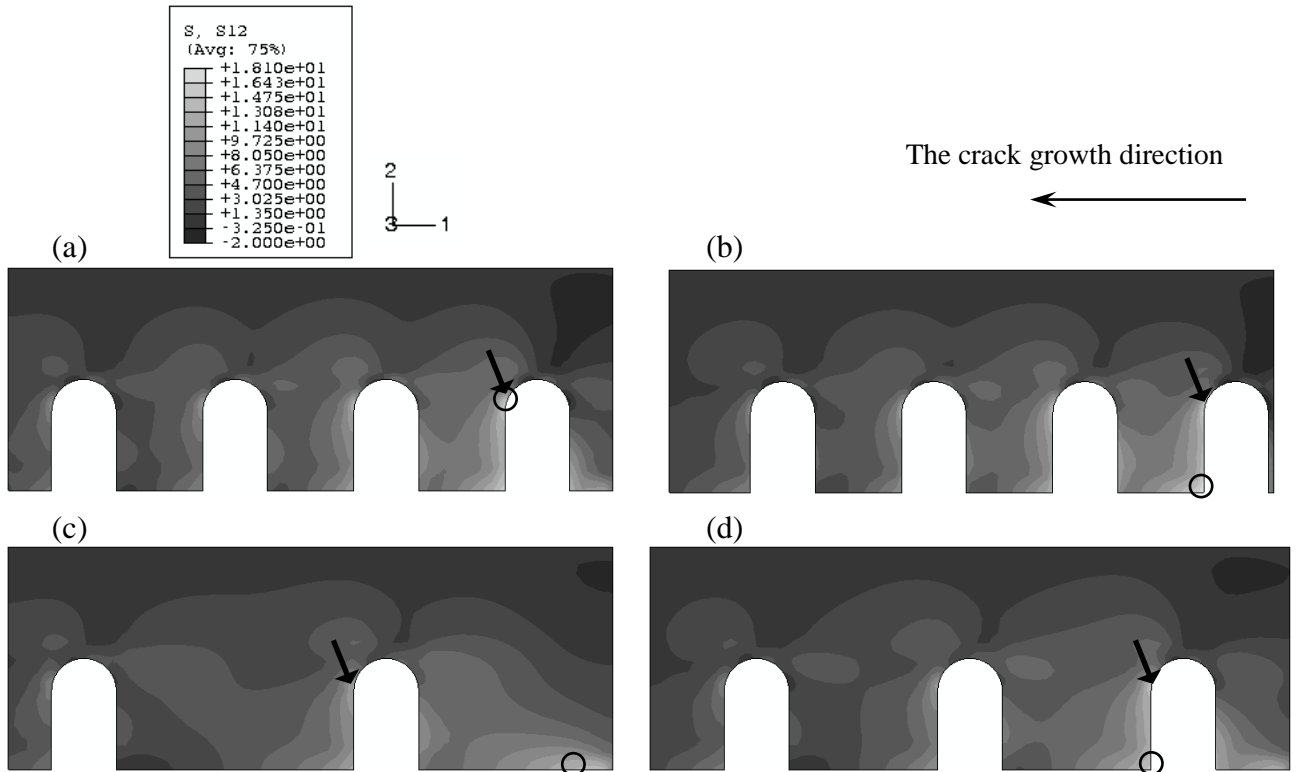 S, S12
(Avg: 75%)
+1.810e+01
+1.643e+01
+1.475e+01
+1.308e+01
+1.140e+01
+9.725e+00
+8.050e+00
+6.375e+00
+4.700e+00
+3.025e+00
+1.350e+00
-3.250e-01
-2.000e+00
2
3 1
The crack growth direction
(a)
(b)
(c)
(d)